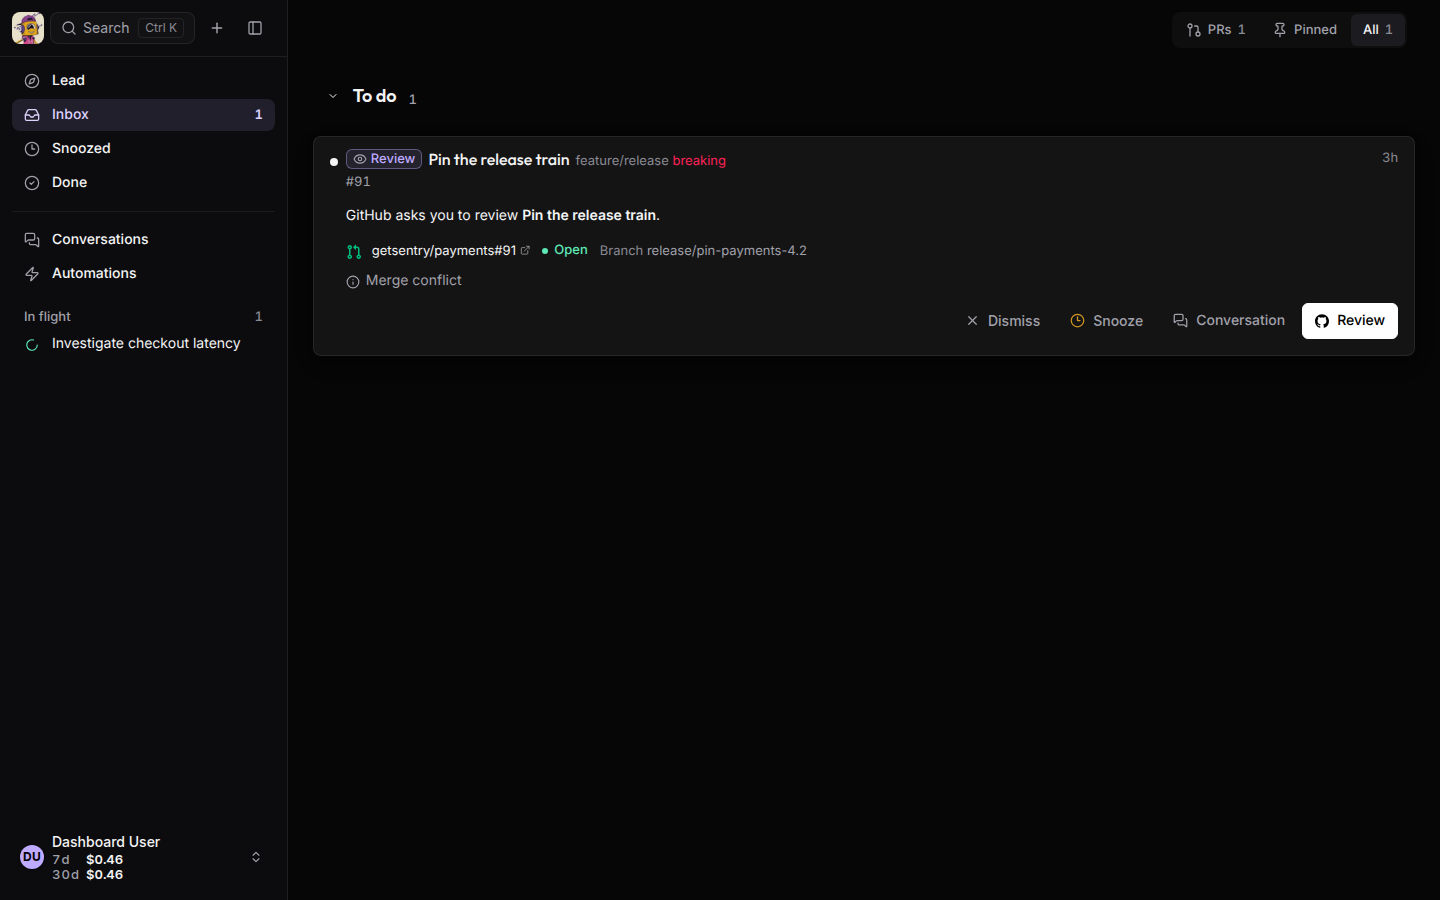 Search Ctrl K
PRs 1 Pinned All 1
Lead
Inbox 1
Snoozed
Done
Conversations
Automations
In flight 1
Investigate checkout latency
To do 1
Review Pin the release train feature/release breaking 3h
#91
GitHub asks you to review Pin the release train.
getsentry/payments#91 Open Branch release/pin-payments-4.2
Merge conflict
Dismiss Snooze Conversation Review
DU Dashboard User
7d $0.46
30d $0.46